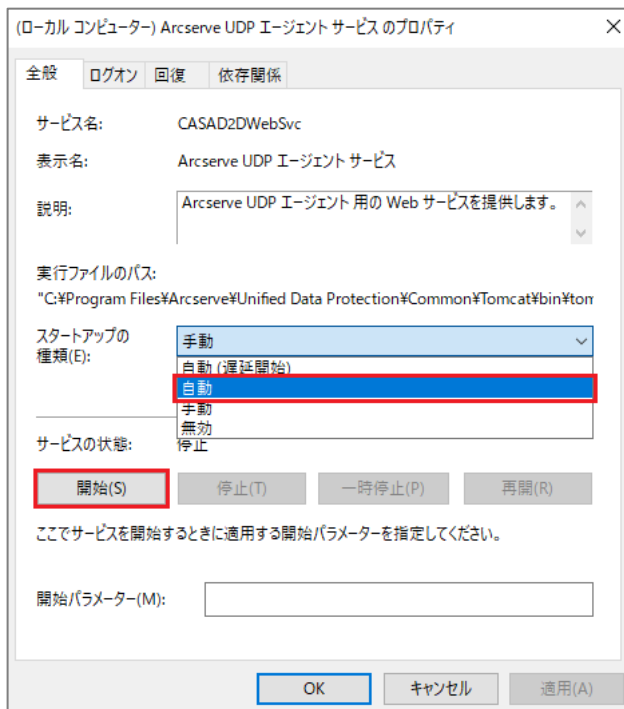 (ローカル コンピューター) Arcserve UDP エージェント サービス のプロパティ
全般 ログオン 回復 依存関係
サービス名: CASAD2DWebSvc
表示名: Arcserve UDP エージェント サービス
説明: Arcserve UDP エージェント 用の Web サービスを提供します。
実行ファイルのパス:
"C:¥Program Files¥Arcserve¥Unified Data Protection¥Common¥Tomcat¥bin¥tom
スタートアップの
種類(E):
手動
自動 (遅延開始)
自動
手動
無効
サービスの状態: 停止
開始(S) 停止(T) 一時停止(P) 再開(R)
ここでサービスを開始するときに適用する開始パラメーターを指定してください。
開始パラメーター(M):
OK キャンセル 適用(A)